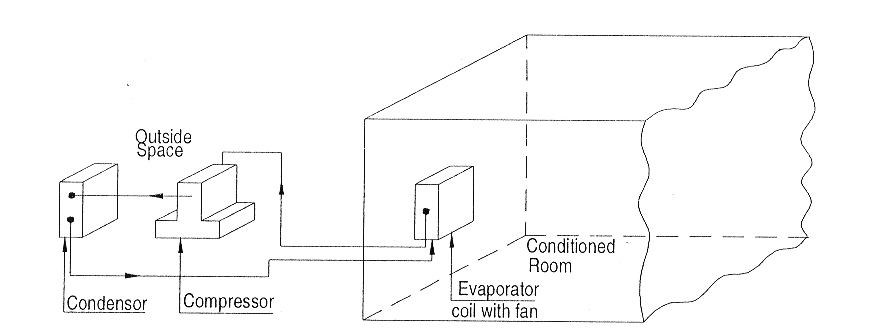 Outside
Space
Condensor
Compressor
Conditioned
Room
Evaporator
coil with fan